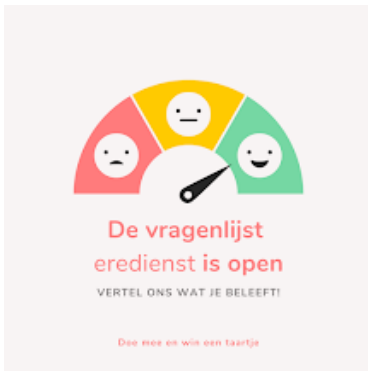 De vragenlijst
eredienst is open
VERTEL ONS WAT JE BELEEFT!
Doe mee en win een taartje